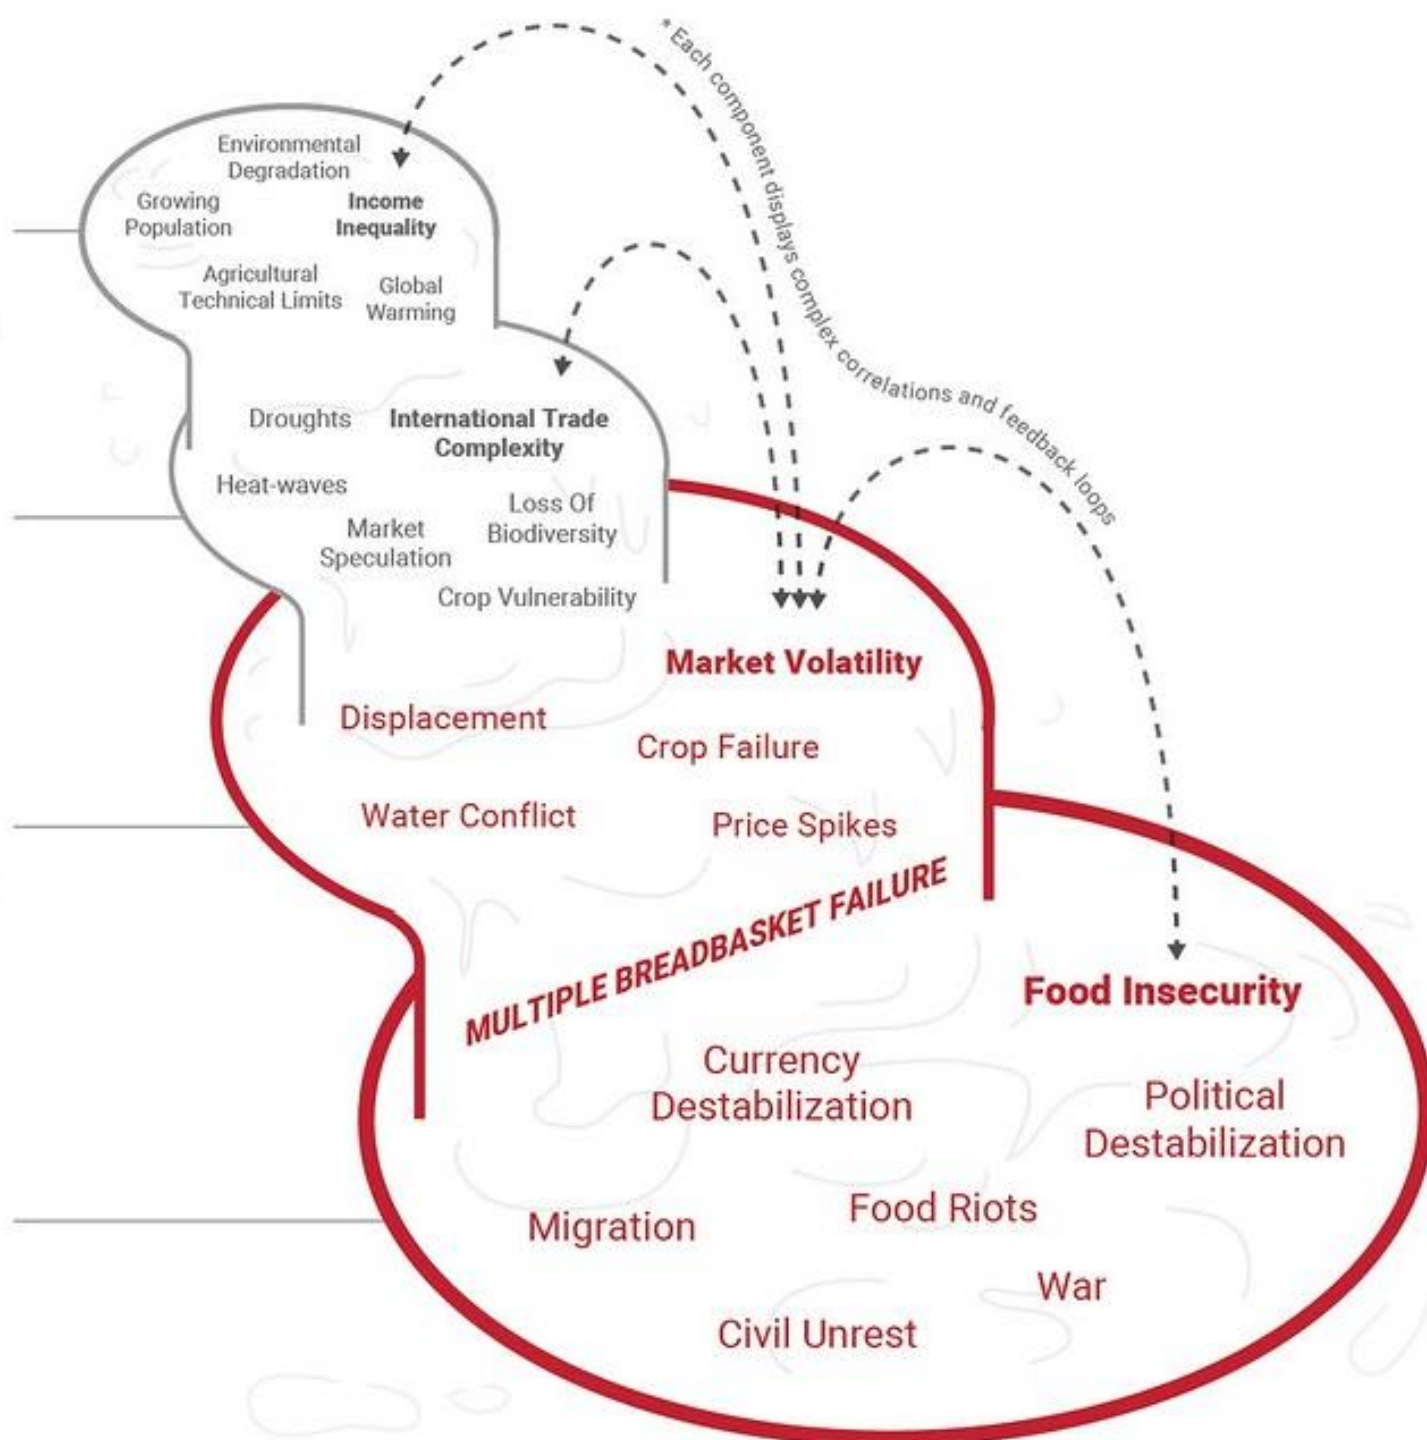 * Each component displays complex correlations and feedback loops
Environmental
Degradation
Growing
Population
Income
Inequality
Agricultural
Technical Limits
Global
Warming
Droughts
International Trade
Complexity
Heat-waves
Loss Of
Biodiversity
Market
Speculation
Crop Vulnerability
Market Volatility
Displacement
Crop Failure
Water Conflict
Price Spikes
MULTIPLE BREADBASKET FAILURE
Food Insecurity
Currency
Destabilization
Political
Destabilization
Migration
Food Riots
War
Civil Unrest